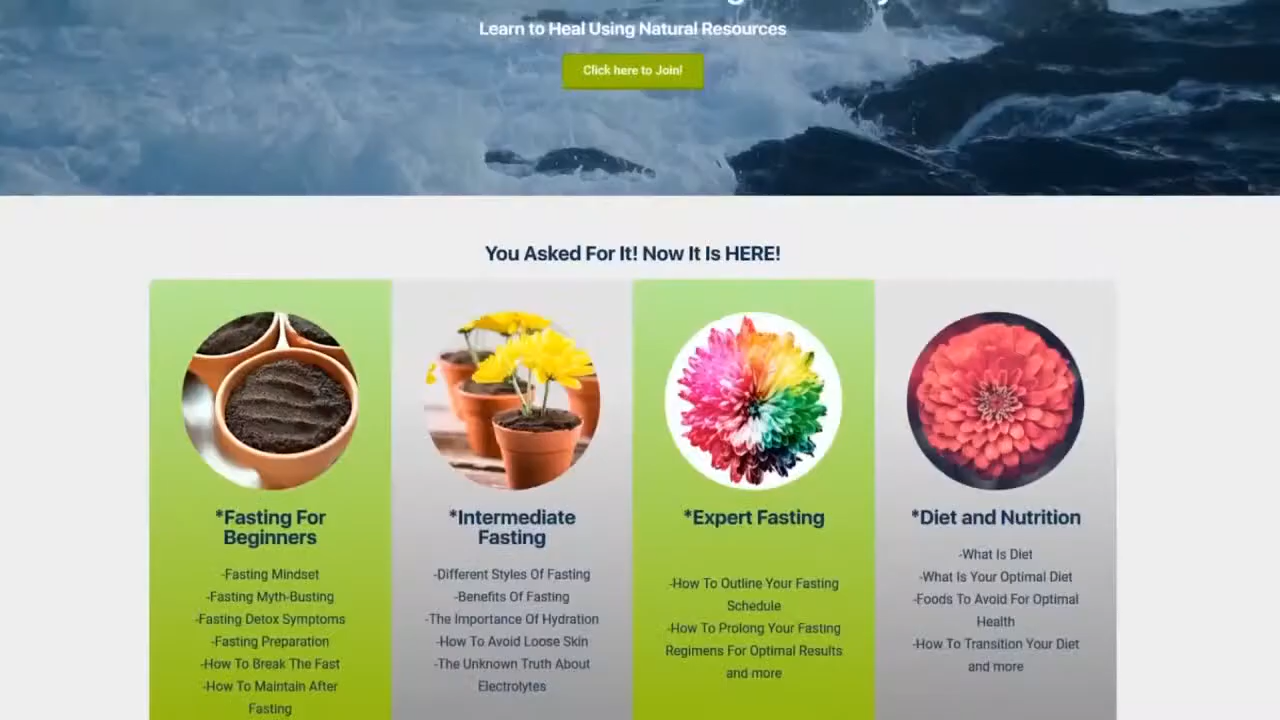 Learn to Heal Using Natural Resources
Click here to Join!
You Asked For It! Now It Is HERE!
*Fasting For
Beginners
-Fasting Mindset
-Fasting Myth-Busting
-Fasting Detox Symptoms
-Fasting Preparation
-How To Break The Fast
-How To Maintain After
Fasting
*Intermediate
Fasting
-Different Styles Of Fasting
-Benefits Of Fasting
-The Importance Of Hydration
-How To Avoid Loose Skin
-The Unknown Truth About
Electrolytes
*Expert Fasting
-How To Outline Your Fasting
Schedule
-How To Prolong Your Fasting
Regimens For Optimal Results
and more
*Diet and Nutrition
-What Is Diet
-What Is Your Optimal Diet
-Foods To Avoid For Optimal
Health
-How To Transition Your Diet
and more